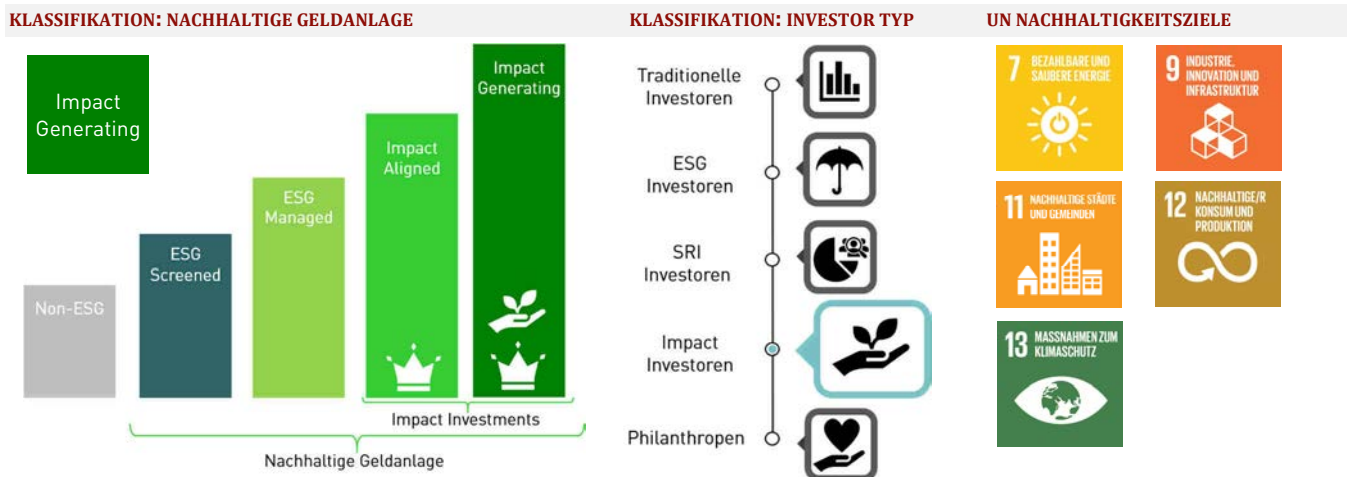 KLASSIFIKATION: NACHHALTIGE GELDANLAGE
Impact
Generating
Non-ESG
ESG
Screened
ESG
Managed
Impact
Aligned
Impact
Generating
Impact Investments
Nachhaltige Geldanlage
KLASSIFIKATION: INVESTOR TYP
Traditionelle
Investoren
ESG
Investoren
SRI
Investoren
Impact
Investoren
Philanthropen
UN NACHHALTIGKEITSZIELE
7 BEZAHLBARE UND
SAUBERE ENERGIE
9 INDUSTRIE,
INNOVATION UND
INFRASTRUKTUR
11 NACHHALTIGE STÄDTE
UND GEMEINDEN
12 NACHHALTIGE/R
KONSUM UND
PRODUKTION
13 MASSNAHMEN ZUM
KLIMASCHUTZ